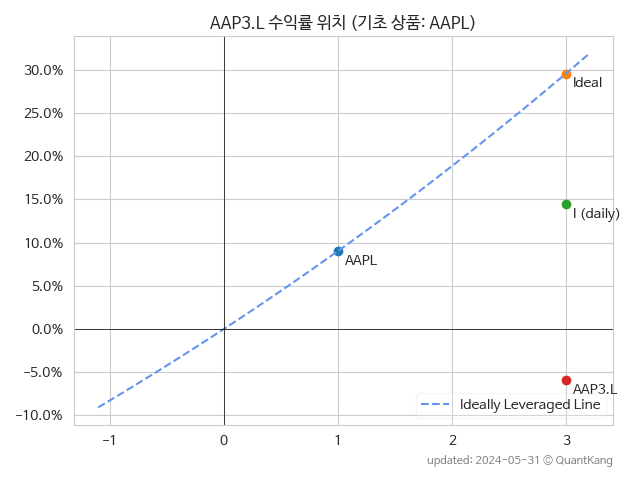 AAP3.L 수익률 위치 (기초 상품: AAPL)
30.0%
25.0%
20.0%
15.0%
10.0%
5.0%
0.0%
−5.0%
−10.0%
Ideal
I (daily)
AAPL
AAP3.L
Ideally Leveraged Line
−1
0
1
2
3
updated: 2024-05-31 © QuantKang